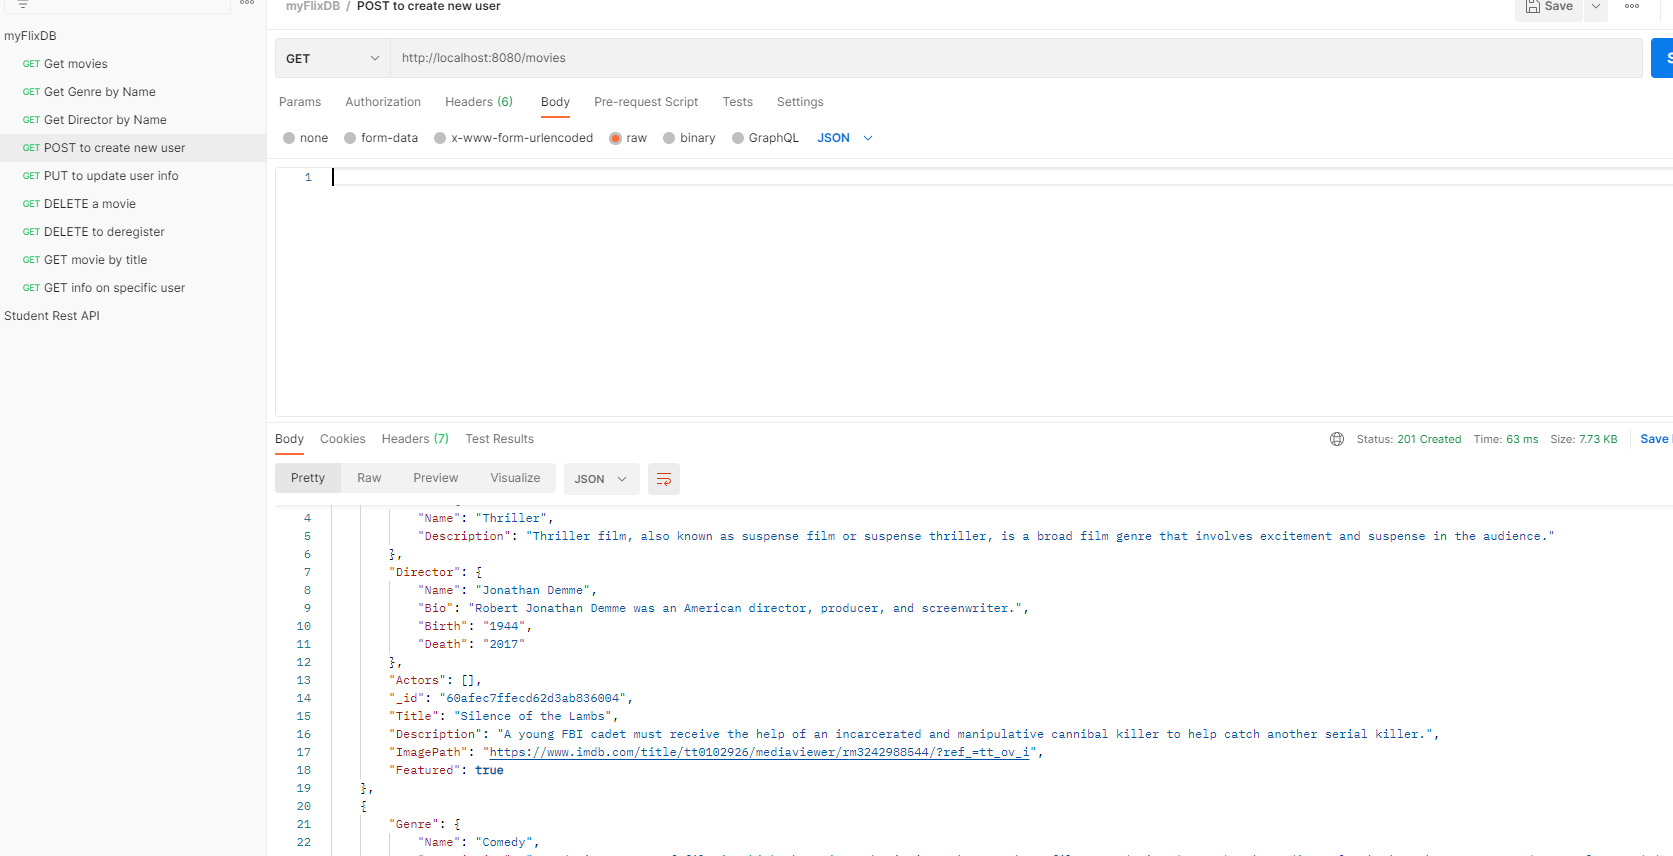 myFlixDB / POST to create new user
Save
myFlixDB
GET Get movies
GET Get Genre by Name
GET Get Director by Name
GET POST to create new user
GET PUT to update user info
GET DELETE a movie
GET DELETE to deregister
GET GET movie by title
GET GET info on specific user
Student Rest API
GET http://localhost:8080/movies
Params Authorization Headers (6) Body Pre-request Script Tests Settings
none form-data x-www-form-urlencoded raw binary GraphQL JSON
1
Body Cookies Headers (7) Test Results Status: 201 Created Time: 63 ms Size: 7.73 KB Save
Pretty Raw Preview Visualize JSON
4 "Name": "Thriller",
5 "Description": "Thriller film, also known as suspense film or suspense thriller, is a broad film genre that involves excitement and suspense in the audience."
6 },
7 "Director": {
8 "Name": "Jonathan Demme",
9 "Bio": "Robert Jonathan Demme was an American director, producer, and screenwriter.",
10 "Birth": "1944",
11 "Death": "2017"
12 },
13 "Actors": [],
14 "_id": "60afec7ffecd62d3ab836004",
15 "Title": "Silence of the Lambs",
16 "Description": "A young FBI cadet must receive the help of an incarcerated and manipulative cannibal killer to help catch another serial killer.",
17 "ImagePath": "https://www.imdb.com/title/tt0102926/mediaviewer/rm3242988544/?ref_=tt_ov_i",
18 "Featured": true
19 },
20 {
21 "Genre": {
22 "Name": "Comedy",